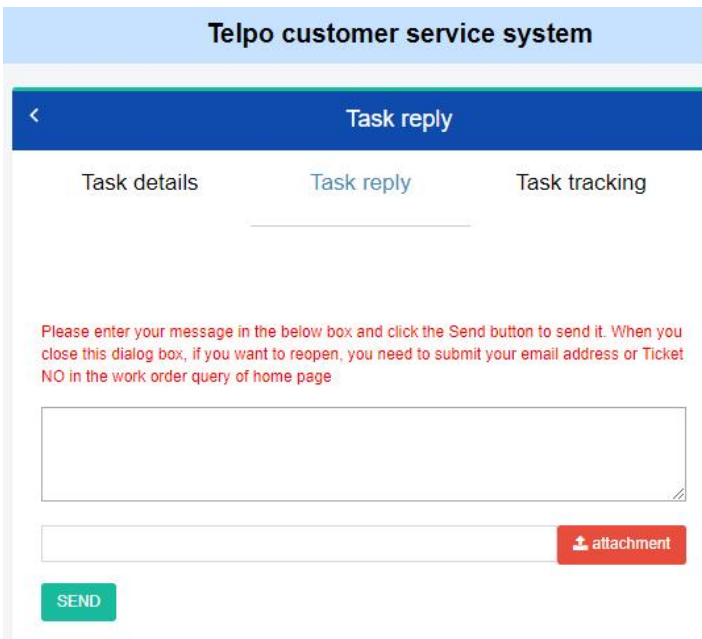 Telpo customer service system
Task reply
Task details
Task reply
Task tracking
Please enter your message in the below box and click the Send button to send it. When you
close this dialog box, if you want to reopen, you need to submit your email address or Ticket
NO in the work order query of home page
attachment
SEND